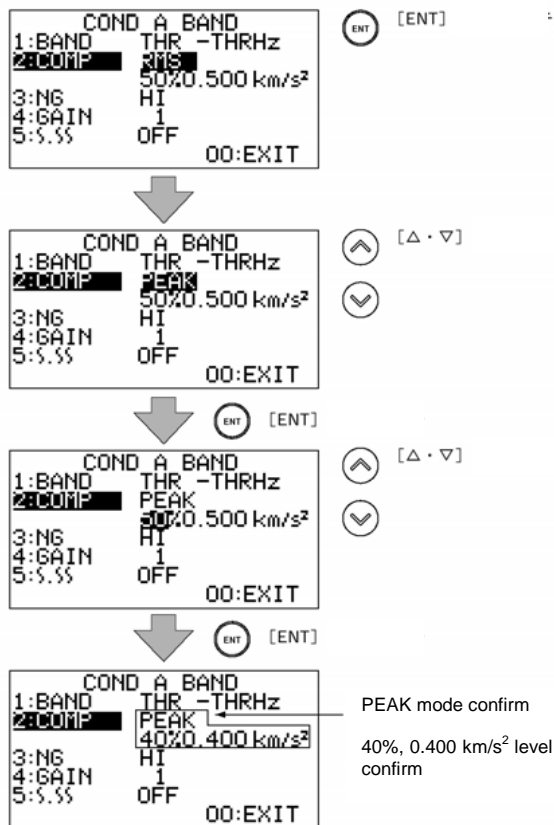 COND A BAND
1:BAND THR -THRHz
2:COMP RMS
50%0.500 km/s²
3:NG HI
4:GAIN 1
5:S.SS OFF
00:EXIT
ENT [ENT]
COND A BAND
1:BAND THR -THRHz
2:COMP PEAK
50%0.500 km/s²
3:NG HI
4:GAIN 1
5:S.SS OFF
00:EXIT
[△・▽]
ENT [ENT]
COND A BAND
1:BAND THR -THRHz
2:COMP PEAK
50%0.500 km/s²
3:NG HI
4:GAIN 1
5:S.SS OFF
00:EXIT
[△・▽]
ENT [ENT]
COND A BAND
1:BAND THR -THRHz
2:COMP PEAK
40%0.400 km/s²
3:NG HI
4:GAIN 1
5:S.SS OFF
00:EXIT
PEAK mode confirm
40%, 0.400 km/s² level
confirm